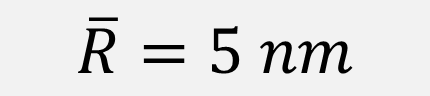 R̅ = 5 nm